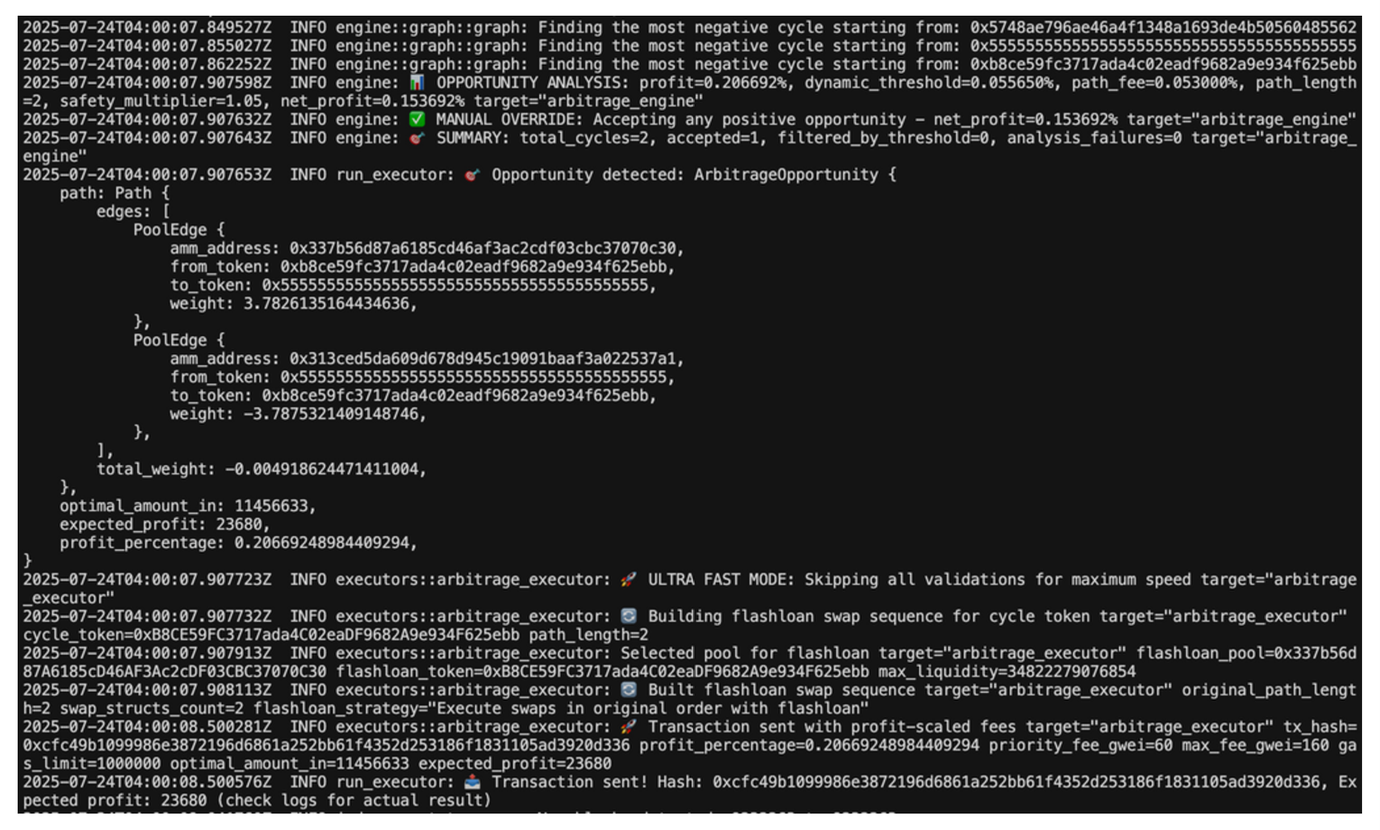 2025-07-24T04:00:07.849527Z  INFO engine::graph::graph: Finding the most negative cycle starting from: 0x5748ae796ae46a4f1348a1693de4b50560485562
2025-07-24T04:00:07.855027Z  INFO engine::graph::graph: Finding the most negative cycle starting from: 0x5555555555555555555555555555555555555555
2025-07-24T04:00:07.862252Z  INFO engine::graph::graph: Finding the most negative cycle starting from: 0xb8ce59fc3717ada4c02eadf9682a9e934f625ebb
2025-07-24T04:00:07.907598Z  INFO engine: 📊 OPPORTUNITY ANALYSIS: profit=0.206692%, dynamic_threshold=0.055650%, path_fee=0.053000%, path_length
=2, safety_multiplier=1.05, net_profit=0.153692% target="arbitrage_engine"
2025-07-24T04:00:07.907632Z  INFO engine: ✅ MANUAL OVERRIDE: Accepting any positive opportunity - net_profit=0.153692% target="arbitrage_engine"
2025-07-24T04:00:07.907643Z  INFO engine: 🎯 SUMMARY: total_cycles=2, accepted=1, filtered_by_threshold=0, analysis_failures=0 target="arbitrage_
engine"
2025-07-24T04:00:07.907653Z  INFO run_executor: 🎯 Opportunity detected: ArbitrageOpportunity {
    path: Path {
        edges: [
            PoolEdge {
                amm_address: 0x337b56d87a6185cd46af3ac2cdf03cbc37070c30,
                from_token: 0xb8ce59fc3717ada4c02eadf9682a9e934f625ebb,
                to_token: 0x5555555555555555555555555555555555555555,
                weight: 3.7826135164434636,
            },
            PoolEdge {
                amm_address: 0x313ced5da609d678d945c19091baaf3a022537a1,
                from_token: 0x5555555555555555555555555555555555555555,
                to_token: 0xb8ce59fc3717ada4c02eadf9682a9e934f625ebb,
                weight: -3.7875321409148746,
            },
        ],
        total_weight: -0.004918624471411004,
    },
    optimal_amount_in: 11456633,
    expected_profit: 23680,
    profit_percentage: 0.20669248984409294,
}
2025-07-24T04:00:07.907723Z  INFO executors::arbitrage_executor: 🚀 ULTRA FAST MODE: Skipping all validations for maximum speed target="arbitrage
_executor"
2025-07-24T04:00:07.907732Z  INFO executors::arbitrage_executor: 🔄 Building flashloan swap sequence for cycle token target="arbitrage_executor"
cycle_token=0xB8CE59FC3717ada4C02eaDF9682A9e934F625ebb path_length=2
2025-07-24T04:00:07.907913Z  INFO executors::arbitrage_executor: Selected pool for flashloan target="arbitrage_executor" flashloan_pool=0x337b56d
87A6185cD46AF3Ac2cDF03CBC37070C30 flashloan_token=0xB8CE59FC3717ada4C02eaDF9682A9e934F625ebb max_liquidity=34822279076854
2025-07-24T04:00:07.908113Z  INFO executors::arbitrage_executor: 🔄 Built flashloan swap sequence target="arbitrage_executor" original_path_lengt
h=2 swap_structs_count=2 flashloan_strategy="Execute swaps in original order with flashloan"
2025-07-24T04:00:08.500281Z  INFO executors::arbitrage_executor: 🚀 Transaction sent with profit-scaled fees target="arbitrage_executor" tx_hash=
0xcfc49b1099986e3872196d6861a252bb61f4352d253186f1831105ad3920d336 profit_percentage=0.20669248984409294 priority_fee_gwei=60 max_fee_gwei=160 ga
s_limit=1000000 optimal_amount_in=11456633 expected_profit=23680
2025-07-24T04:00:08.500576Z  INFO run_executor: 📤 Transaction sent! Hash: 0xcfc49b1099986e3872196d6861a252bb61f4352d253186f1831105ad3920d336, Ex
pected profit: 23680 (check logs for actual result)